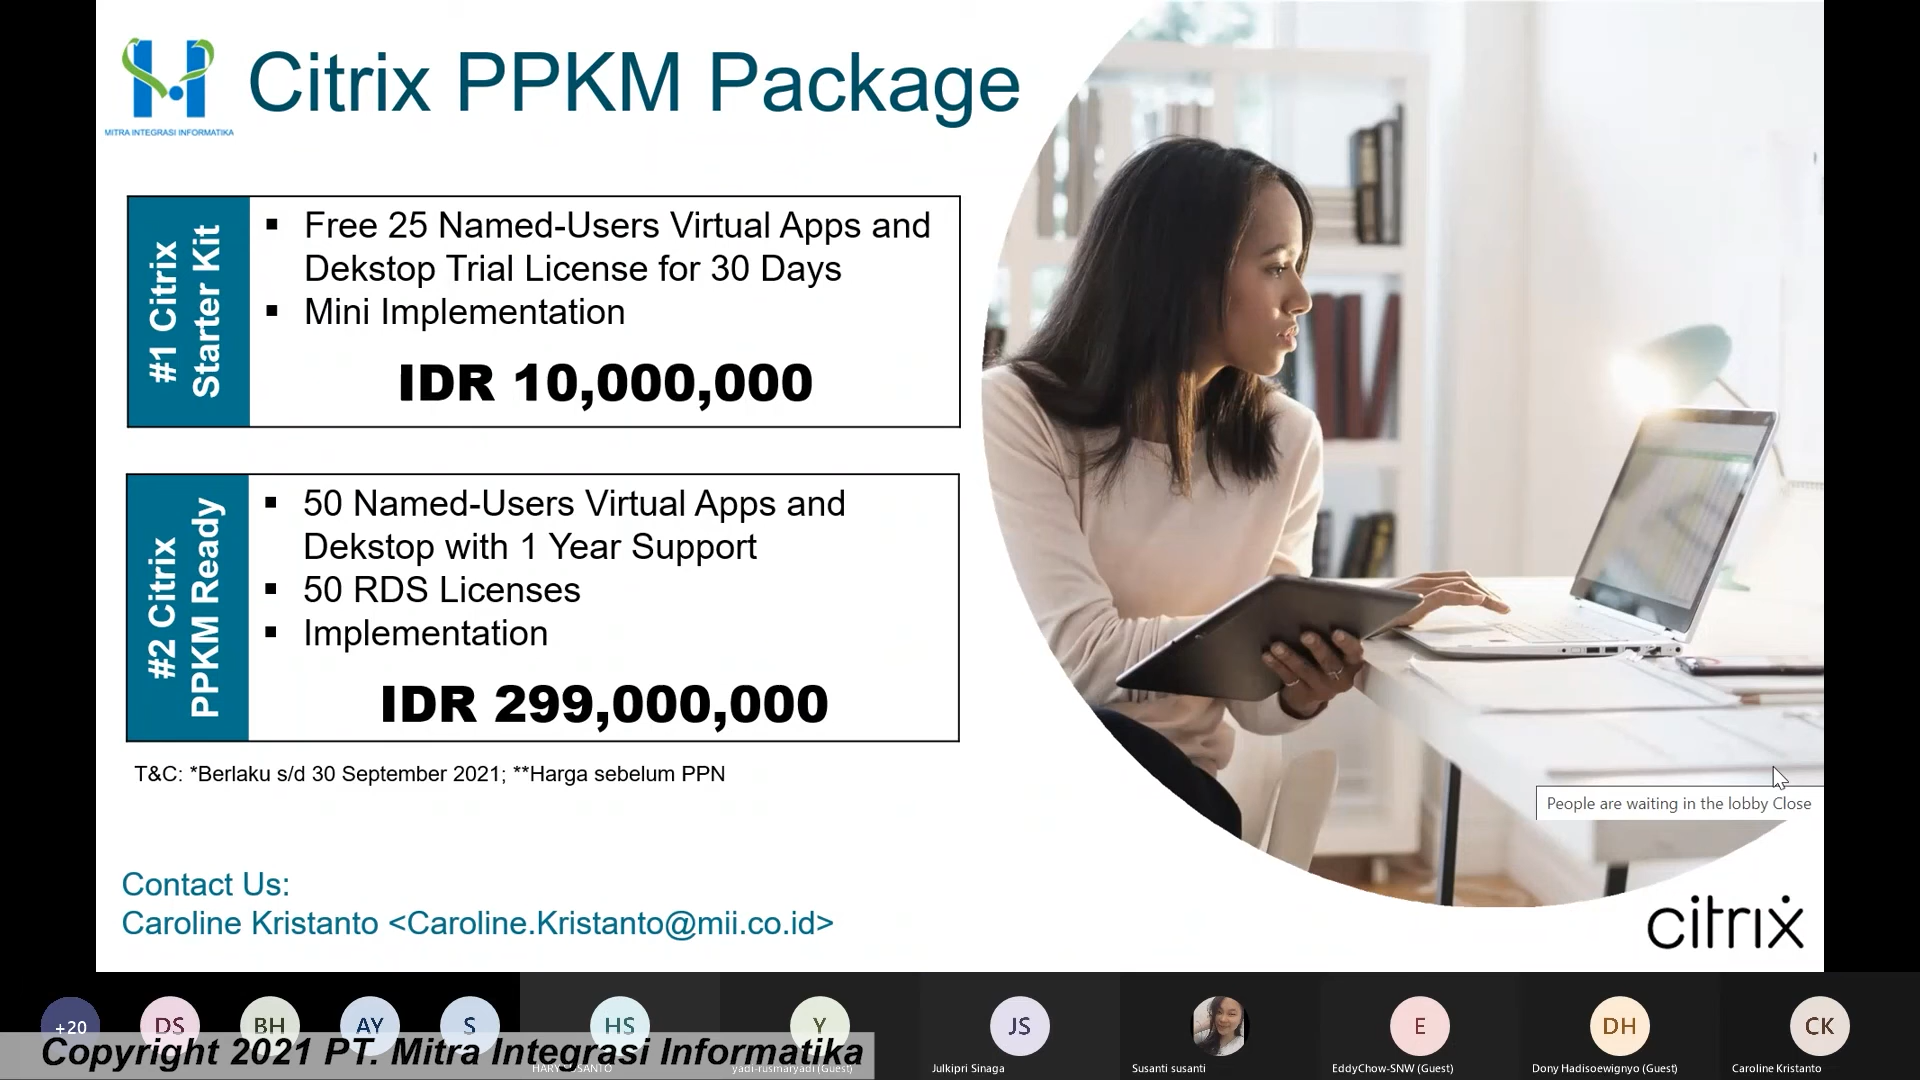 MITRA INTEGRASI INFORMATIKA
Citrix PPKM Package
#1 Citrix
Starter Kit
▪ Free 25 Named-Users Virtual Apps and
Dekstop Trial License for 30 Days
▪ Mini Implementation
IDR 10,000,000
#2 Citrix
PPKM Ready
▪ 50 Named-Users Virtual Apps and
Dekstop with 1 Year Support
▪ 50 RDS Licenses
▪ Implementation
IDR 299,000,000
T&C: *Berlaku s/d 30 September 2021; **Harga sebelum PPN
People are waiting in the lobby Close
Contact Us:
Caroline Kristanto <Caroline.Kristanto@mii.co.id>
citrix
+20
DS
BH
AY
S
HS
Y
JS
E
DH
CK
Copyright 2021 PT. Mitra Integrasi Informatika
yadi-rusmaryadi (Guest)
Julkipri Sinaga
Susanti susanti
EddyChow-SNW (Guest)
Dony Hadisoewignyo (Guest)
Caroline Kristanto